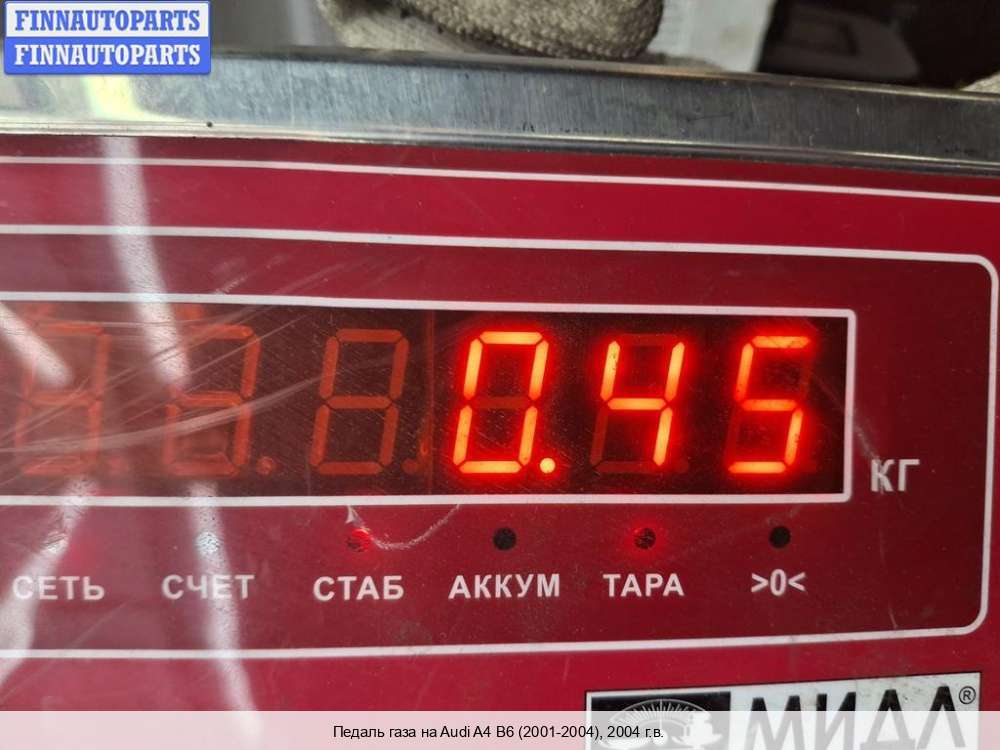 FINNAUTOPARTS
FINNAUTOPARTS
0.45
КГ
СЕТЬ СЧЕТ СТАБ АККУМ ТАРА >0<
МИДЛ®
Педаль газа на Audi A4 B6 (2001-2004), 2004 г.в.